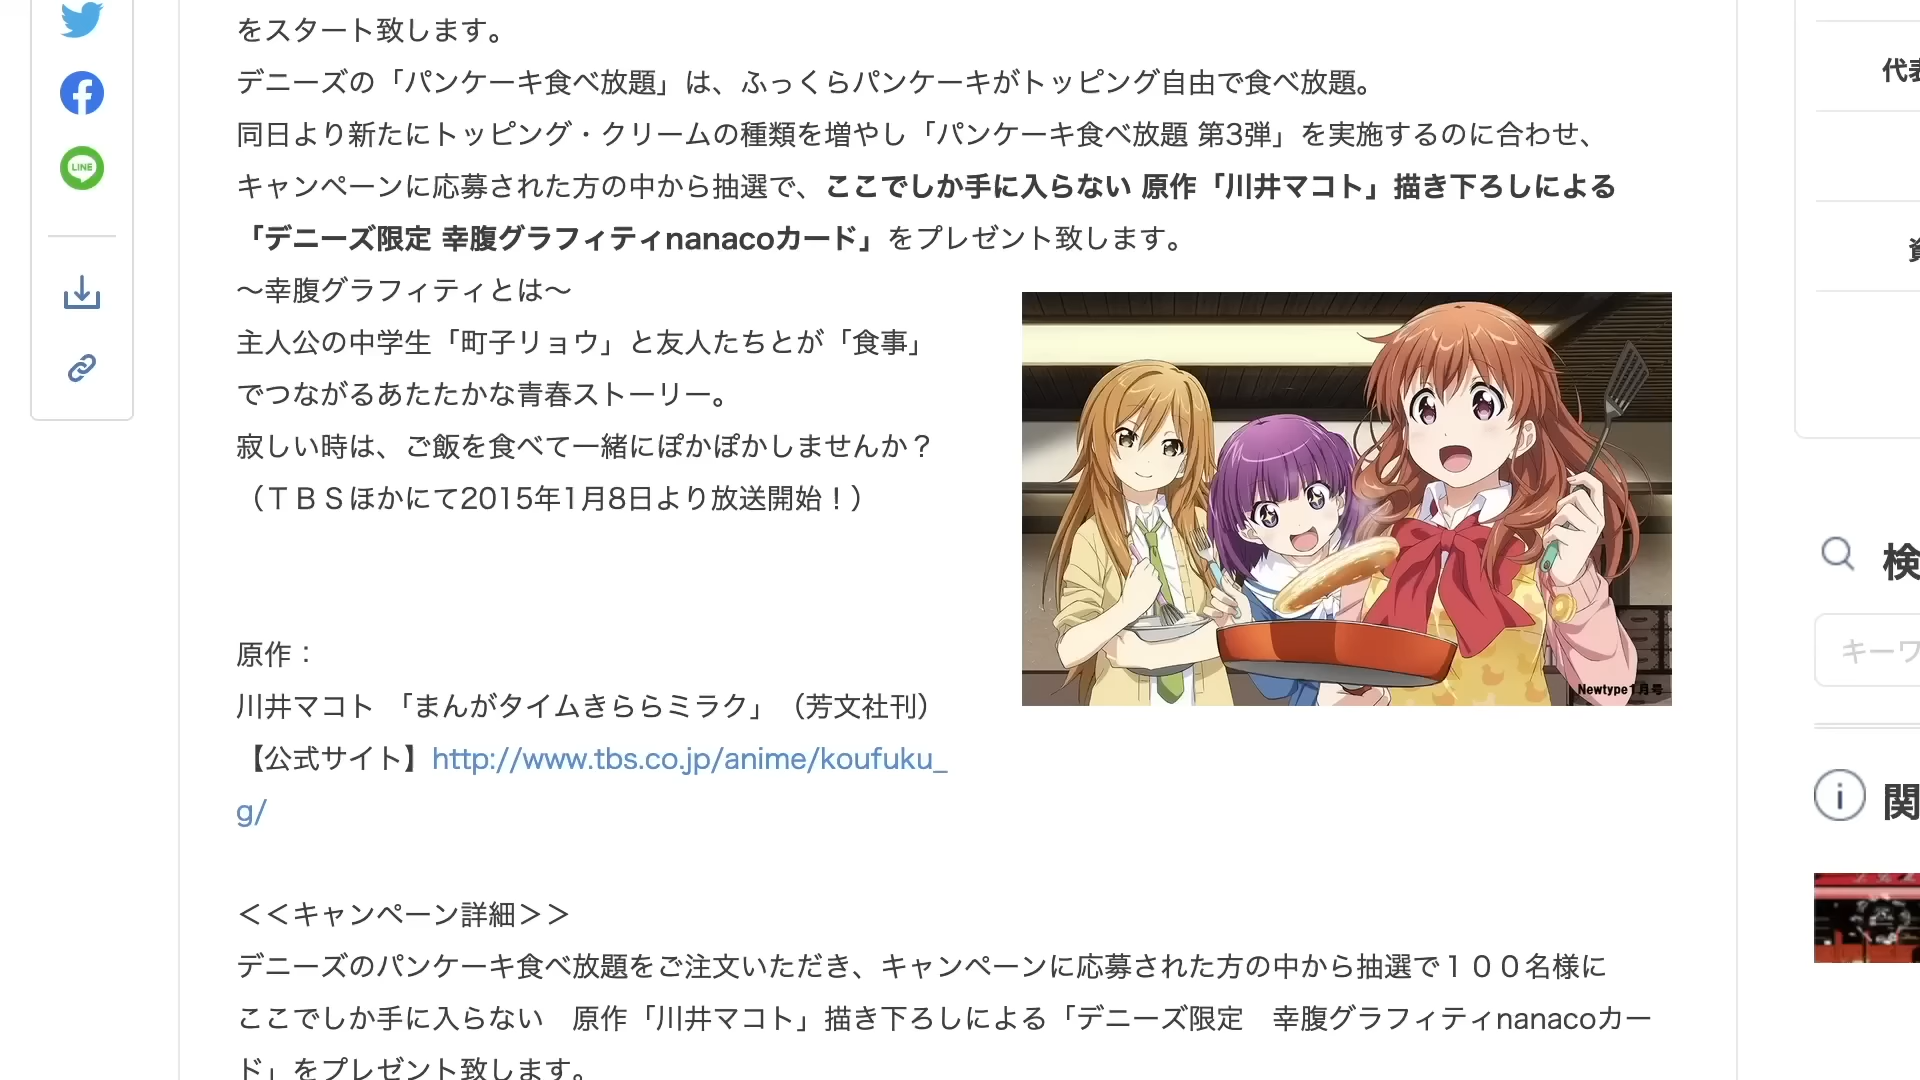 をスタート致します。
デニーズの「パンケーキ食べ放題」は、ふっくらパンケーキがトッピング自由で食べ放題。
同日より新たにトッピング・クリームの種類を増やし「パンケーキ食べ放題 第3弾」を実施するのに合わせ、
キャンペーンに応募された方の中から抽選で、ここでしか手に入らない 原作「川井マコト」描き下ろしによる
「デニーズ限定 幸腹グラフィティnanacoカード」をプレゼント致します。
～幸腹グラフィティとは～
主人公の中学生「町子リョウ」と友人たちとが「食事」
でつながるあたたかな青春ストーリー。
寂しい時は、ご飯を食べて一緒にぽかぽかしませんか？
（ＴＢＳほかにて2015年1月8日より放送開始！）
Newtype1月号
原作：
川井マコト 「まんがタイムきららミラク」（芳文社刊）
【公式サイト】http://www.tbs.co.jp/anime/koufuku_
g/
＜＜キャンペーン詳細＞＞
デニーズのパンケーキ食べ放題をご注文いただき、キャンペーンに応募された方の中から抽選で１００名様に
ここでしか手に入らない　原作「川井マコト」描き下ろしによる「デニーズ限定　幸腹グラフィティnanacoカー
ド」をプレゼント致します。
LINE
代表
資
検
キーワ
関